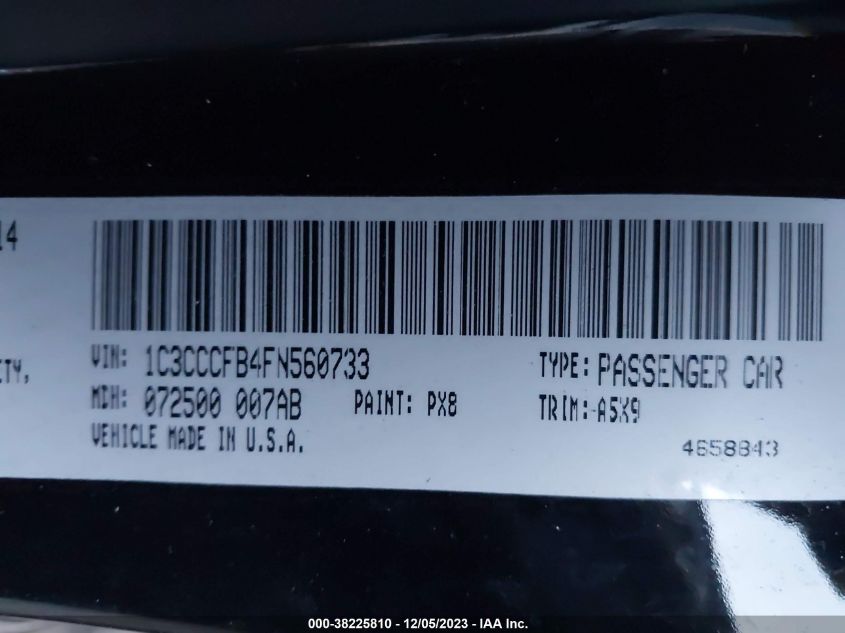 14
VIN: 1C3CCCFB4FN560733
TYPE: PASSENGER CAR
ETY,
MDH: 072500 007AB
PAINT: PX8
TRIM: A5X9
VEHICLE MADE IN U.S.A.
4658843
000-38225810 - 12/05/2023 - IAA Inc.